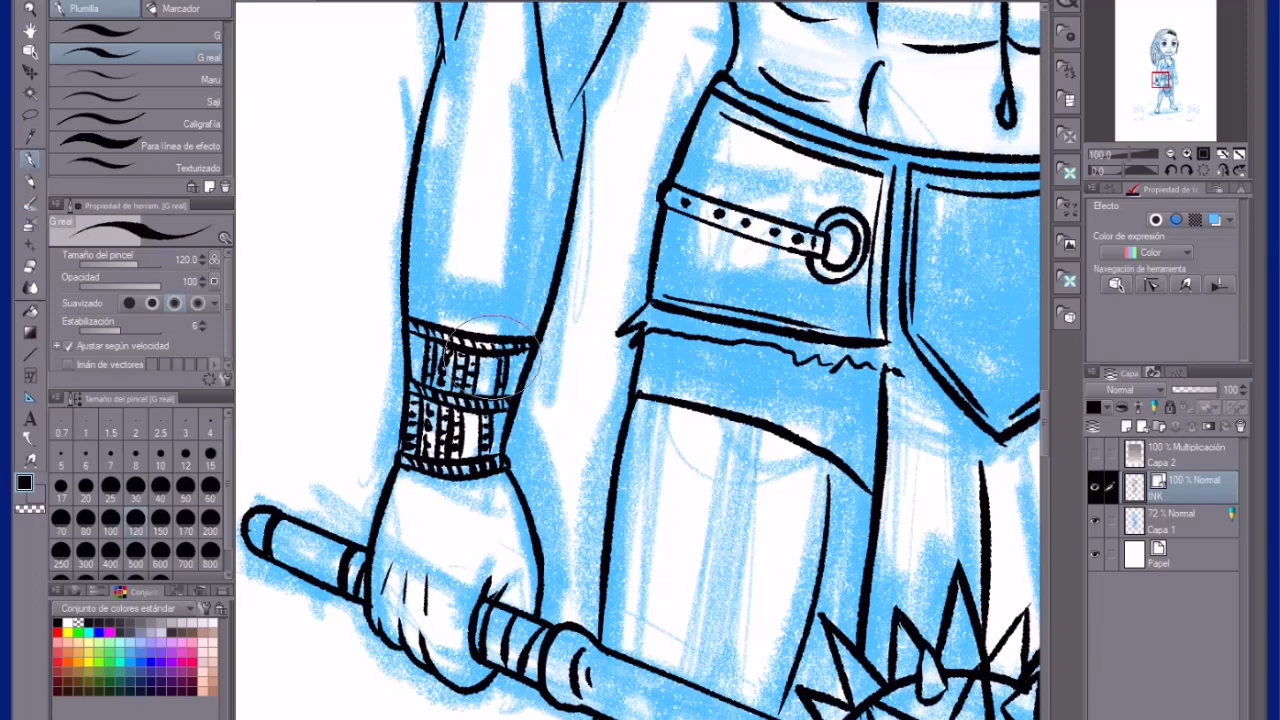 Plumilla
Marcador
G
G real
Maru
Saji
Caligrafía
Para línea de efecto
Texturizado
Propiedad de herram. [G real]
G real
Tamaño del pincel 120.0
Opacidad 100
Suavizado
Estabilización 6
Ajustar según velocidad
Imán de vectores
Tamaño del pincel [G real]
0.7 1 1.5 2 2.5 3 4
5 6 7 8 10 12 15
17 20 25 30 40 50 60
70 80 100 120 150 170 200
250 300 400 500 600 700 800
Conjun
Conjunto de colores estándar
100.0
0.0
Propiedad de la
Efecto
Color de expresión
Color
Navegación de herramienta
Capa
Normal 100
100 % Multiplicación
Capa 2
100 % Normal
INK
72 % Normal
Capa 1
Papel